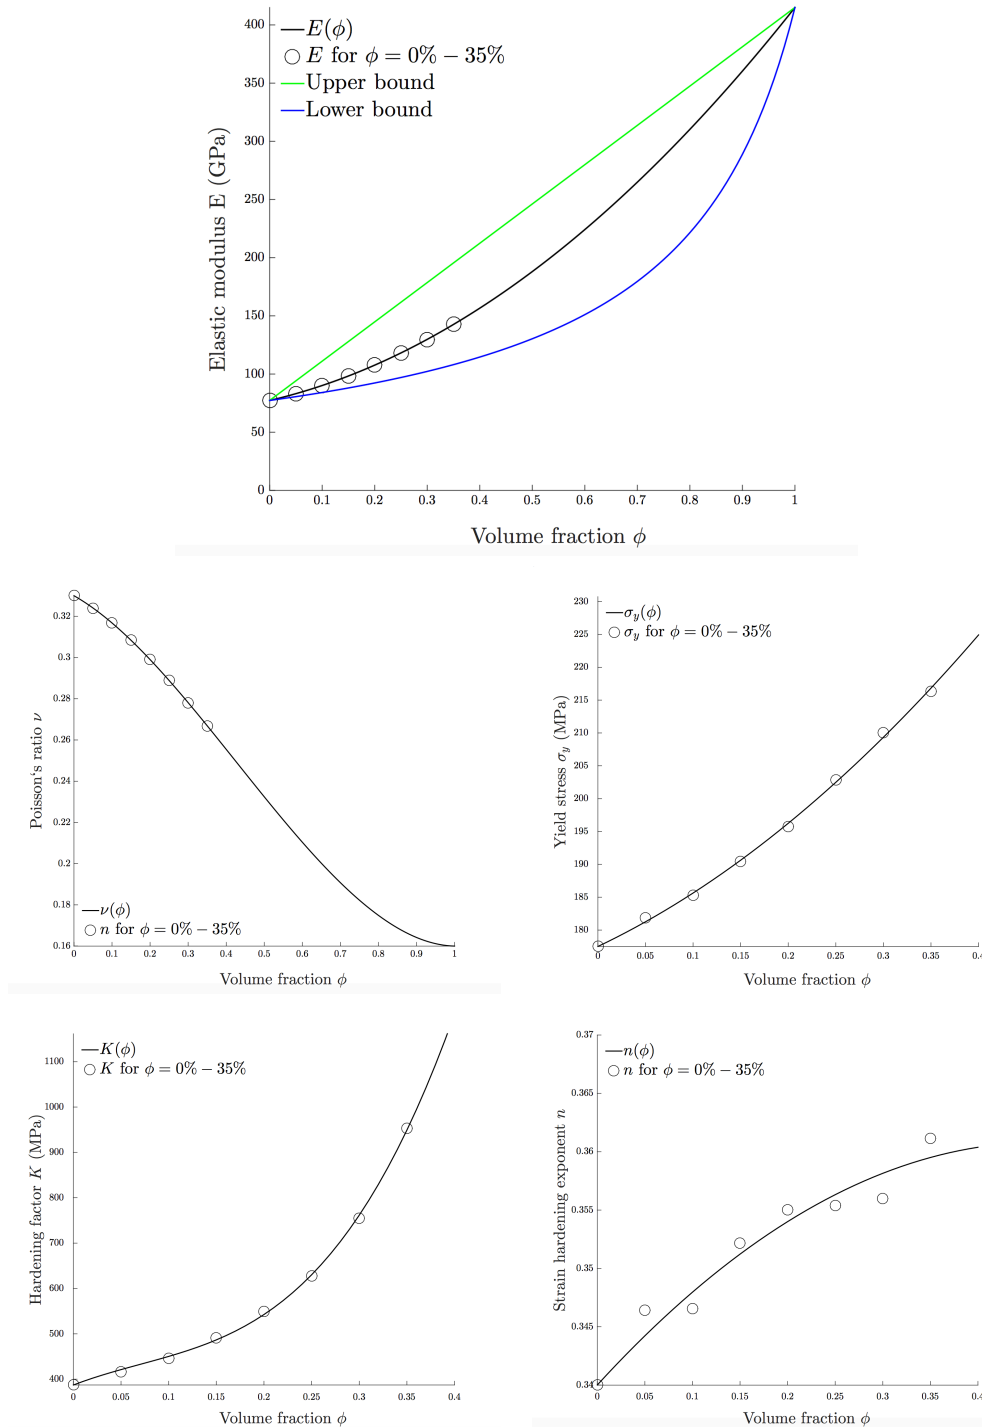 400
350
300
250
200
150
100
50
0
E(ϕ)
E for ϕ = 0% − 35%
Upper bound
Lower bound
Elastic modulus E (GPa)
0 0.1 0.2 0.3 0.4 0.5 0.6 0.7 0.8 0.9 1
Volume fraction ϕ
0.32
0.3
0.28
0.26
0.24
0.22
0.2
0.18
0.16
Poisson‘s ratio ν
ν(ϕ)
n for ϕ = 0% − 35%
0 0.1 0.2 0.3 0.4 0.5 0.6 0.7 0.8 0.9 1
Volume fraction ϕ
230
225
220
215
210
205
200
195
190
185
180
σy(ϕ)
σy for ϕ = 0% − 35%
Yield stress σy (MPa)
0 0.05 0.1 0.15 0.2 0.25 0.3 0.35 0.4
Volume fraction ϕ
1100
1000
900
800
700
600
500
400
K(ϕ)
K for ϕ = 0% − 35%
Hardening factor K (MPa)
0 0.05 0.1 0.15 0.2 0.25 0.3 0.35 0.4
Volume fraction ϕ
0.37
0.365
0.36
0.355
0.35
0.345
0.34
n(ϕ)
n for ϕ = 0% − 35%
Strain hardening exponent n
0 0.05 0.1 0.15 0.2 0.25 0.3 0.35 0.4
Volume fraction ϕ